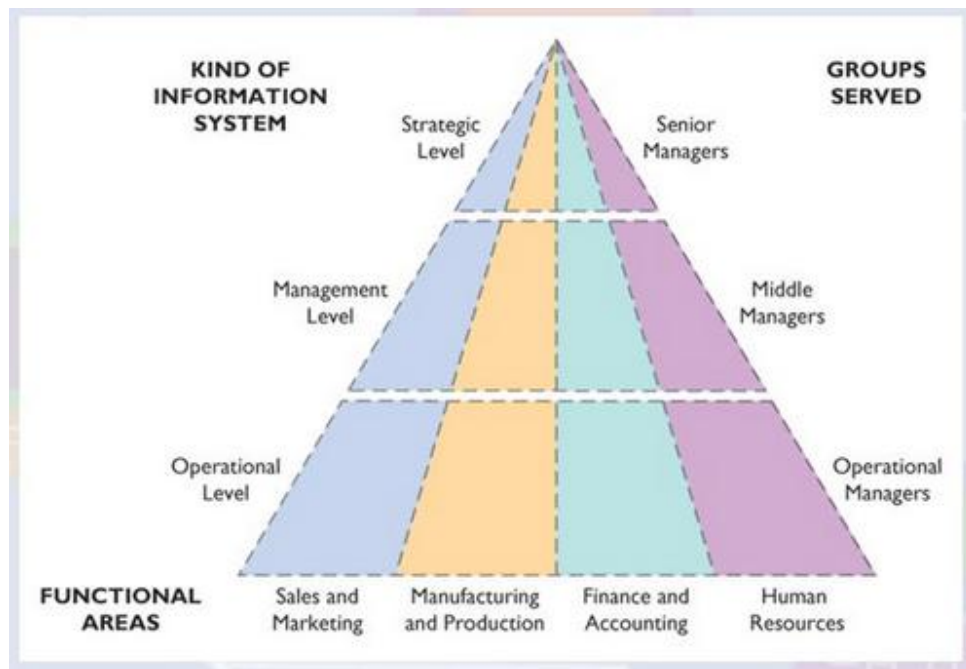 KIND OF
INFORMATION
SYSTEM
GROUPS
SERVED
Strategic
Level
Senior
Managers
Management
Level
Middle
Managers
Operational
Level
Operational
Managers
FUNCTIONAL
AREAS
Sales and
Marketing
Manufacturing
and Production
Finance and
Accounting
Human
Resources